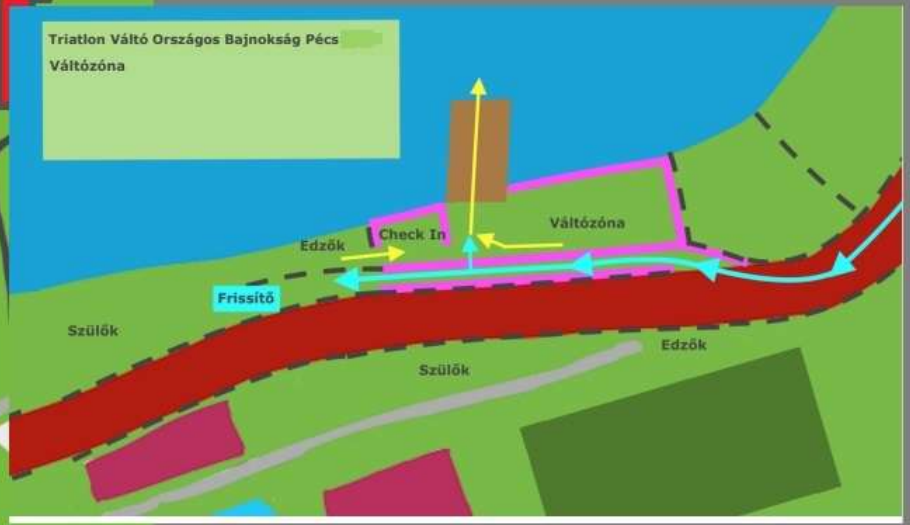 Triatlon Váltó Országos Bajnokság Pécs
Váltózóna
Váltózóna
Check In
Edzők
Frissítő
Szülők
Edzők
Szülők